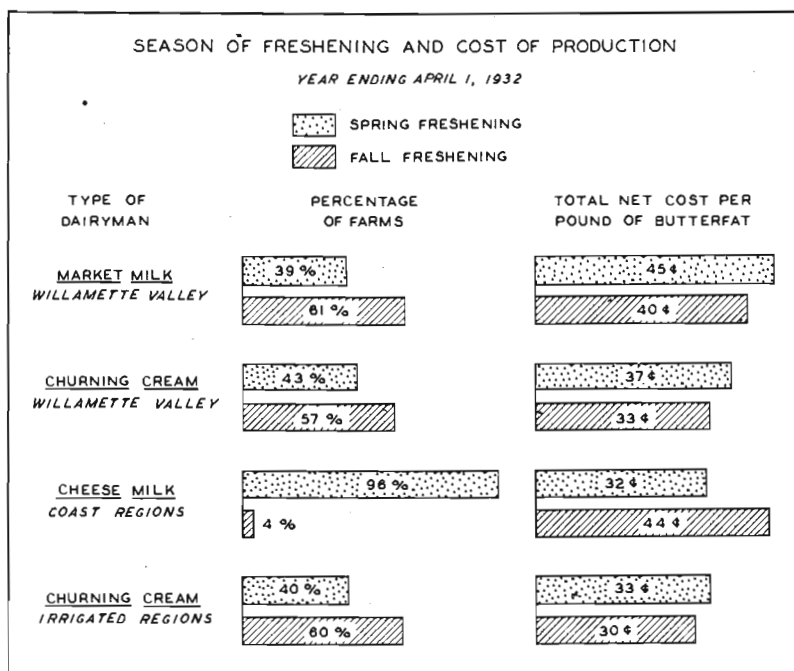 SEASON OF FRESHENING AND COST OF PRODUCTION
YEAR ENDING APRIL 1, 1932
SPRING FRESHENING
FALL FRESHENING
TYPE OF DAIRYMAN
PERCENTAGE OF FARMS
TOTAL NET COST PER POUND OF BUTTERFAT
MARKET MILK
WILLAMETTE VALLEY
39 %
61 %
45 ¢
40 ¢
CHURNING CREAM
WILLAMETTE VALLEY
43 %
57 %
37 ¢
33 ¢
CHEESE MILK
COAST REGIONS
96 %
4 %
32 ¢
44 ¢
CHURNING CREAM
IRRIGATED REGIONS
40 %
60 %
33 ¢
30 ¢